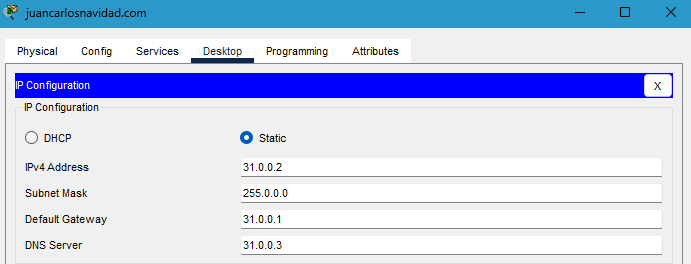 juancarlosnavidad.com
Physical Config Services Desktop Programming Attributes
IP Configuration X
IP Configuration
DHCP Static
IPv4 Address 31.0.0.2
Subnet Mask 255.0.0.0
Default Gateway 31.0.0.1
DNS Server 31.0.0.3